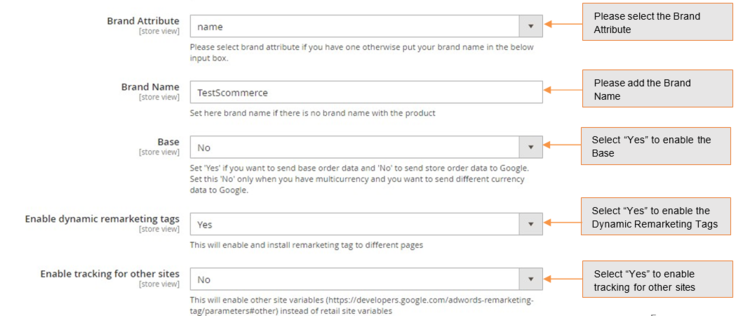 Brand Attribute
[store view]
name
Please select brand attribute if you have one otherwise put your brand name in the below
input box.
Please select the Brand
Attribute
Brand Name
[store view]
TestScommerce
Set here brand name if there is no brand name with the product
Please add the Brand
Name
Base
[store view]
No
Set 'Yes' if you want to send base order data and 'No' to send store order data to Google.
Set this 'No' only when you have multicurrency and you want to send different currency
data to Google.
Select “Yes” to enable the
Base
Enable dynamic remarketing tags
[store view]
Yes
This will enable and install remarketing tag to different pages
Select “Yes” to enable the
Dynamic Remarketing Tags
Enable tracking for other sites
[store view]
No
This will enable other site variables (https://developers.google.com/adwords-remarketing-
tag/parameters#other) instead of retail site variables
Select “Yes” to enable
tracking for other sites